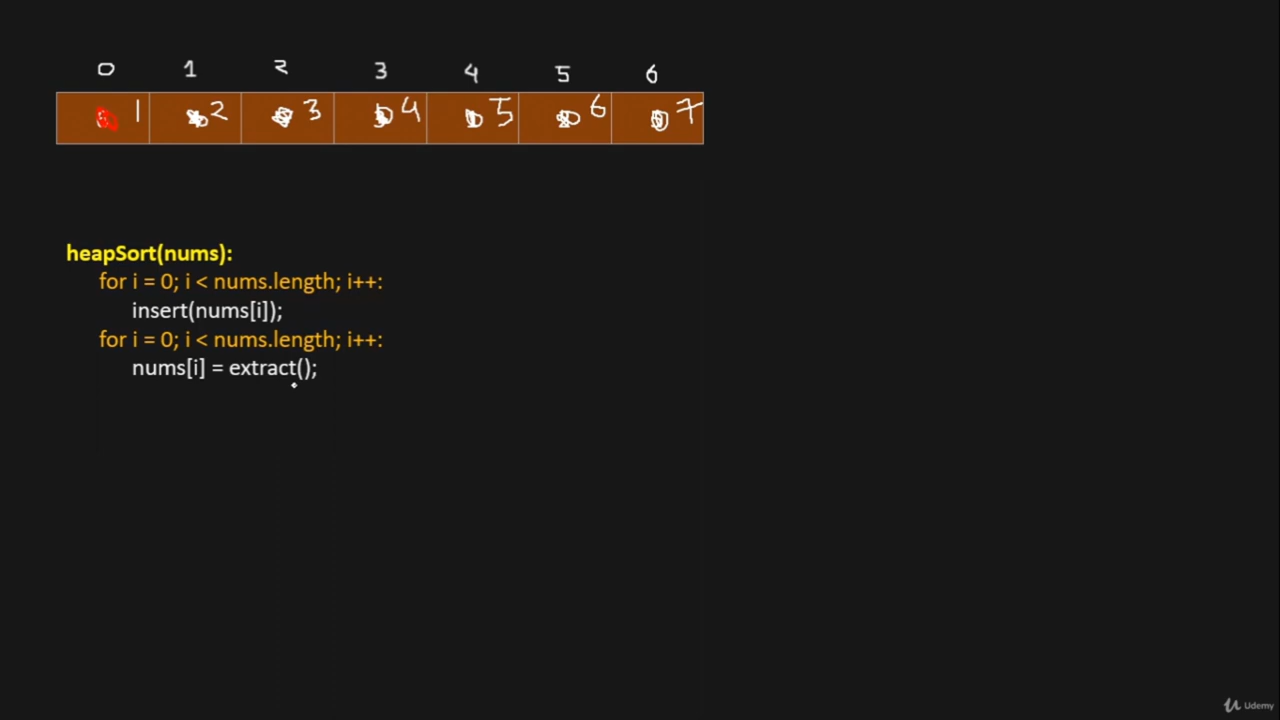 0 1 2 3 4 5 6
1 2 3 4 5 6 7
heapSort(nums):
for i = 0; i < nums.length; i++:
insert(nums[i]);
for i = 0; i < nums.length; i++:
nums[i] = extract();
Udemy